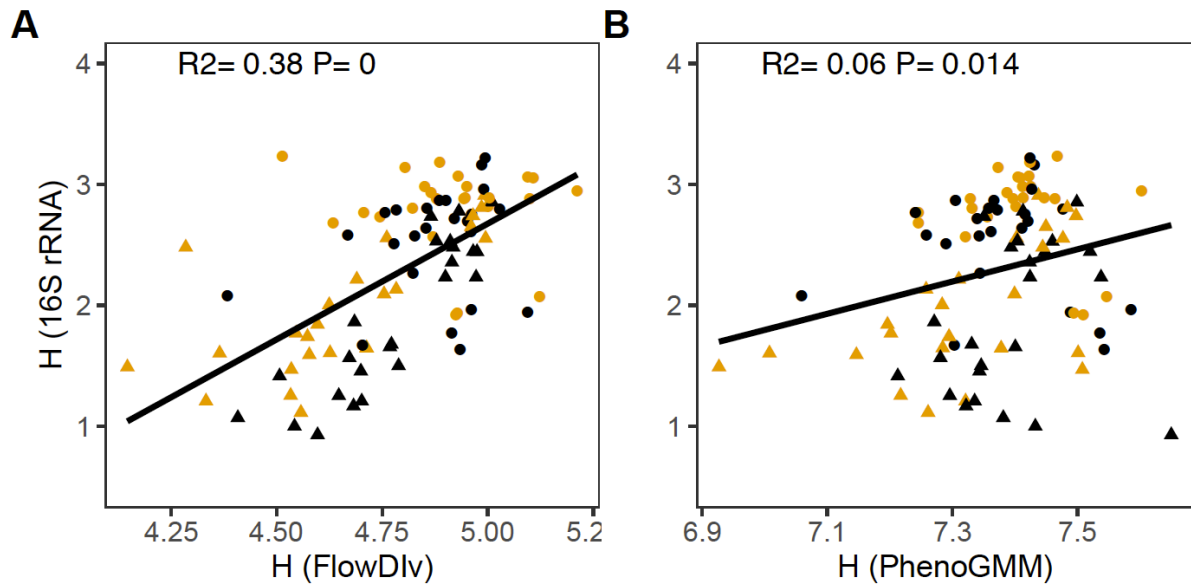 A
R2= 0.38 P= 0
4
3
2
1
H (16S rRNA)
4.25
4.50
4.75
5.00
5.2
H (FlowDIv)
B
R2= 0.06 P= 0.014
4
3
2
1
H (16S rRNA)
6.9
7.1
7.3
7.5
H (PhenoGMM)